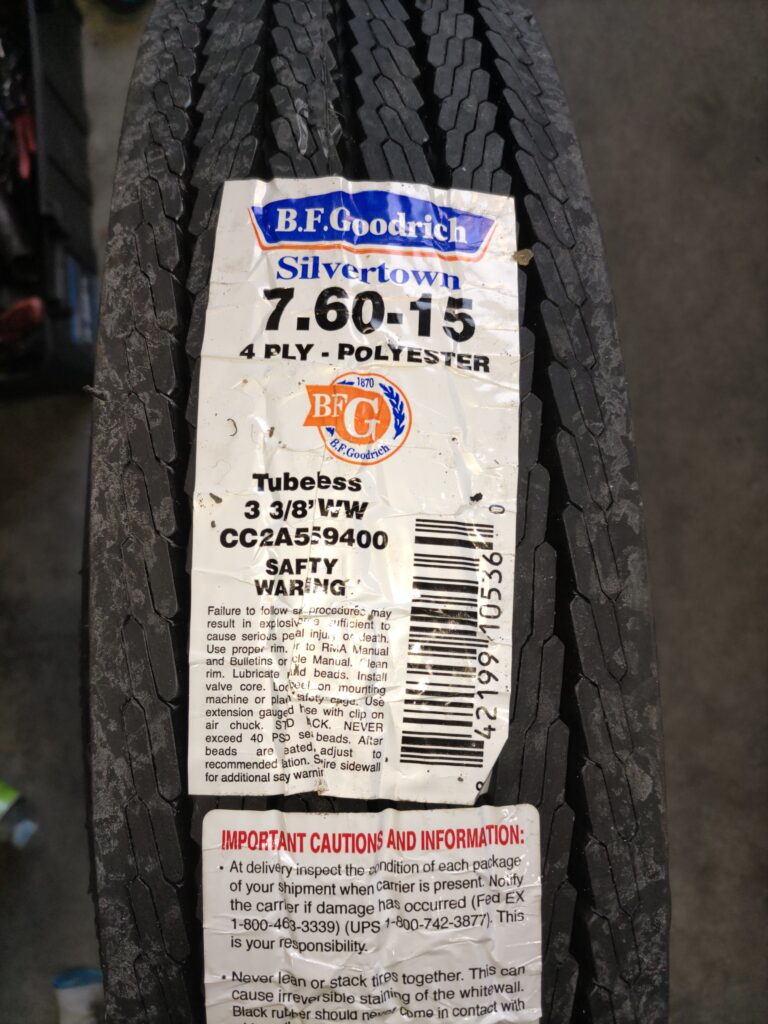 B.F.Goodrich
Silvertown
7.60-15
4 PLY - POLYESTER
1870
BFG
B.F.Goodrich
Tubeess
3 3/8' WW
CC2A559400
SAFTY
WARING
Failure to follow procedures may
result in explosive sufficient to
cause serious injury or death.
Use proper rim. to RMA Manual
and Bulletins or Manual. Clean
rim. Lubricate beads. Install
valve core. on mounting
machine or safety cage. Use
extension gauged with clip on
air chuck. NEVER
exceed 40 beads. After
beads are adjust to
recommended sidewall
for additional
8 42199 10536 0
IMPORTANT CAUTIONS AND INFORMATION:
• At delivery inspect the condition of each package
of your shipment when carrier is present. Notify
the carrier if damage has occurred (Fed EX
1-800-463-3339) (UPS 1-800-742-3877). This
is your responsibility.
• Never lean or stack tires together. This can
cause irreversible staining of the whitewall.
Black rubber should never come in contact with